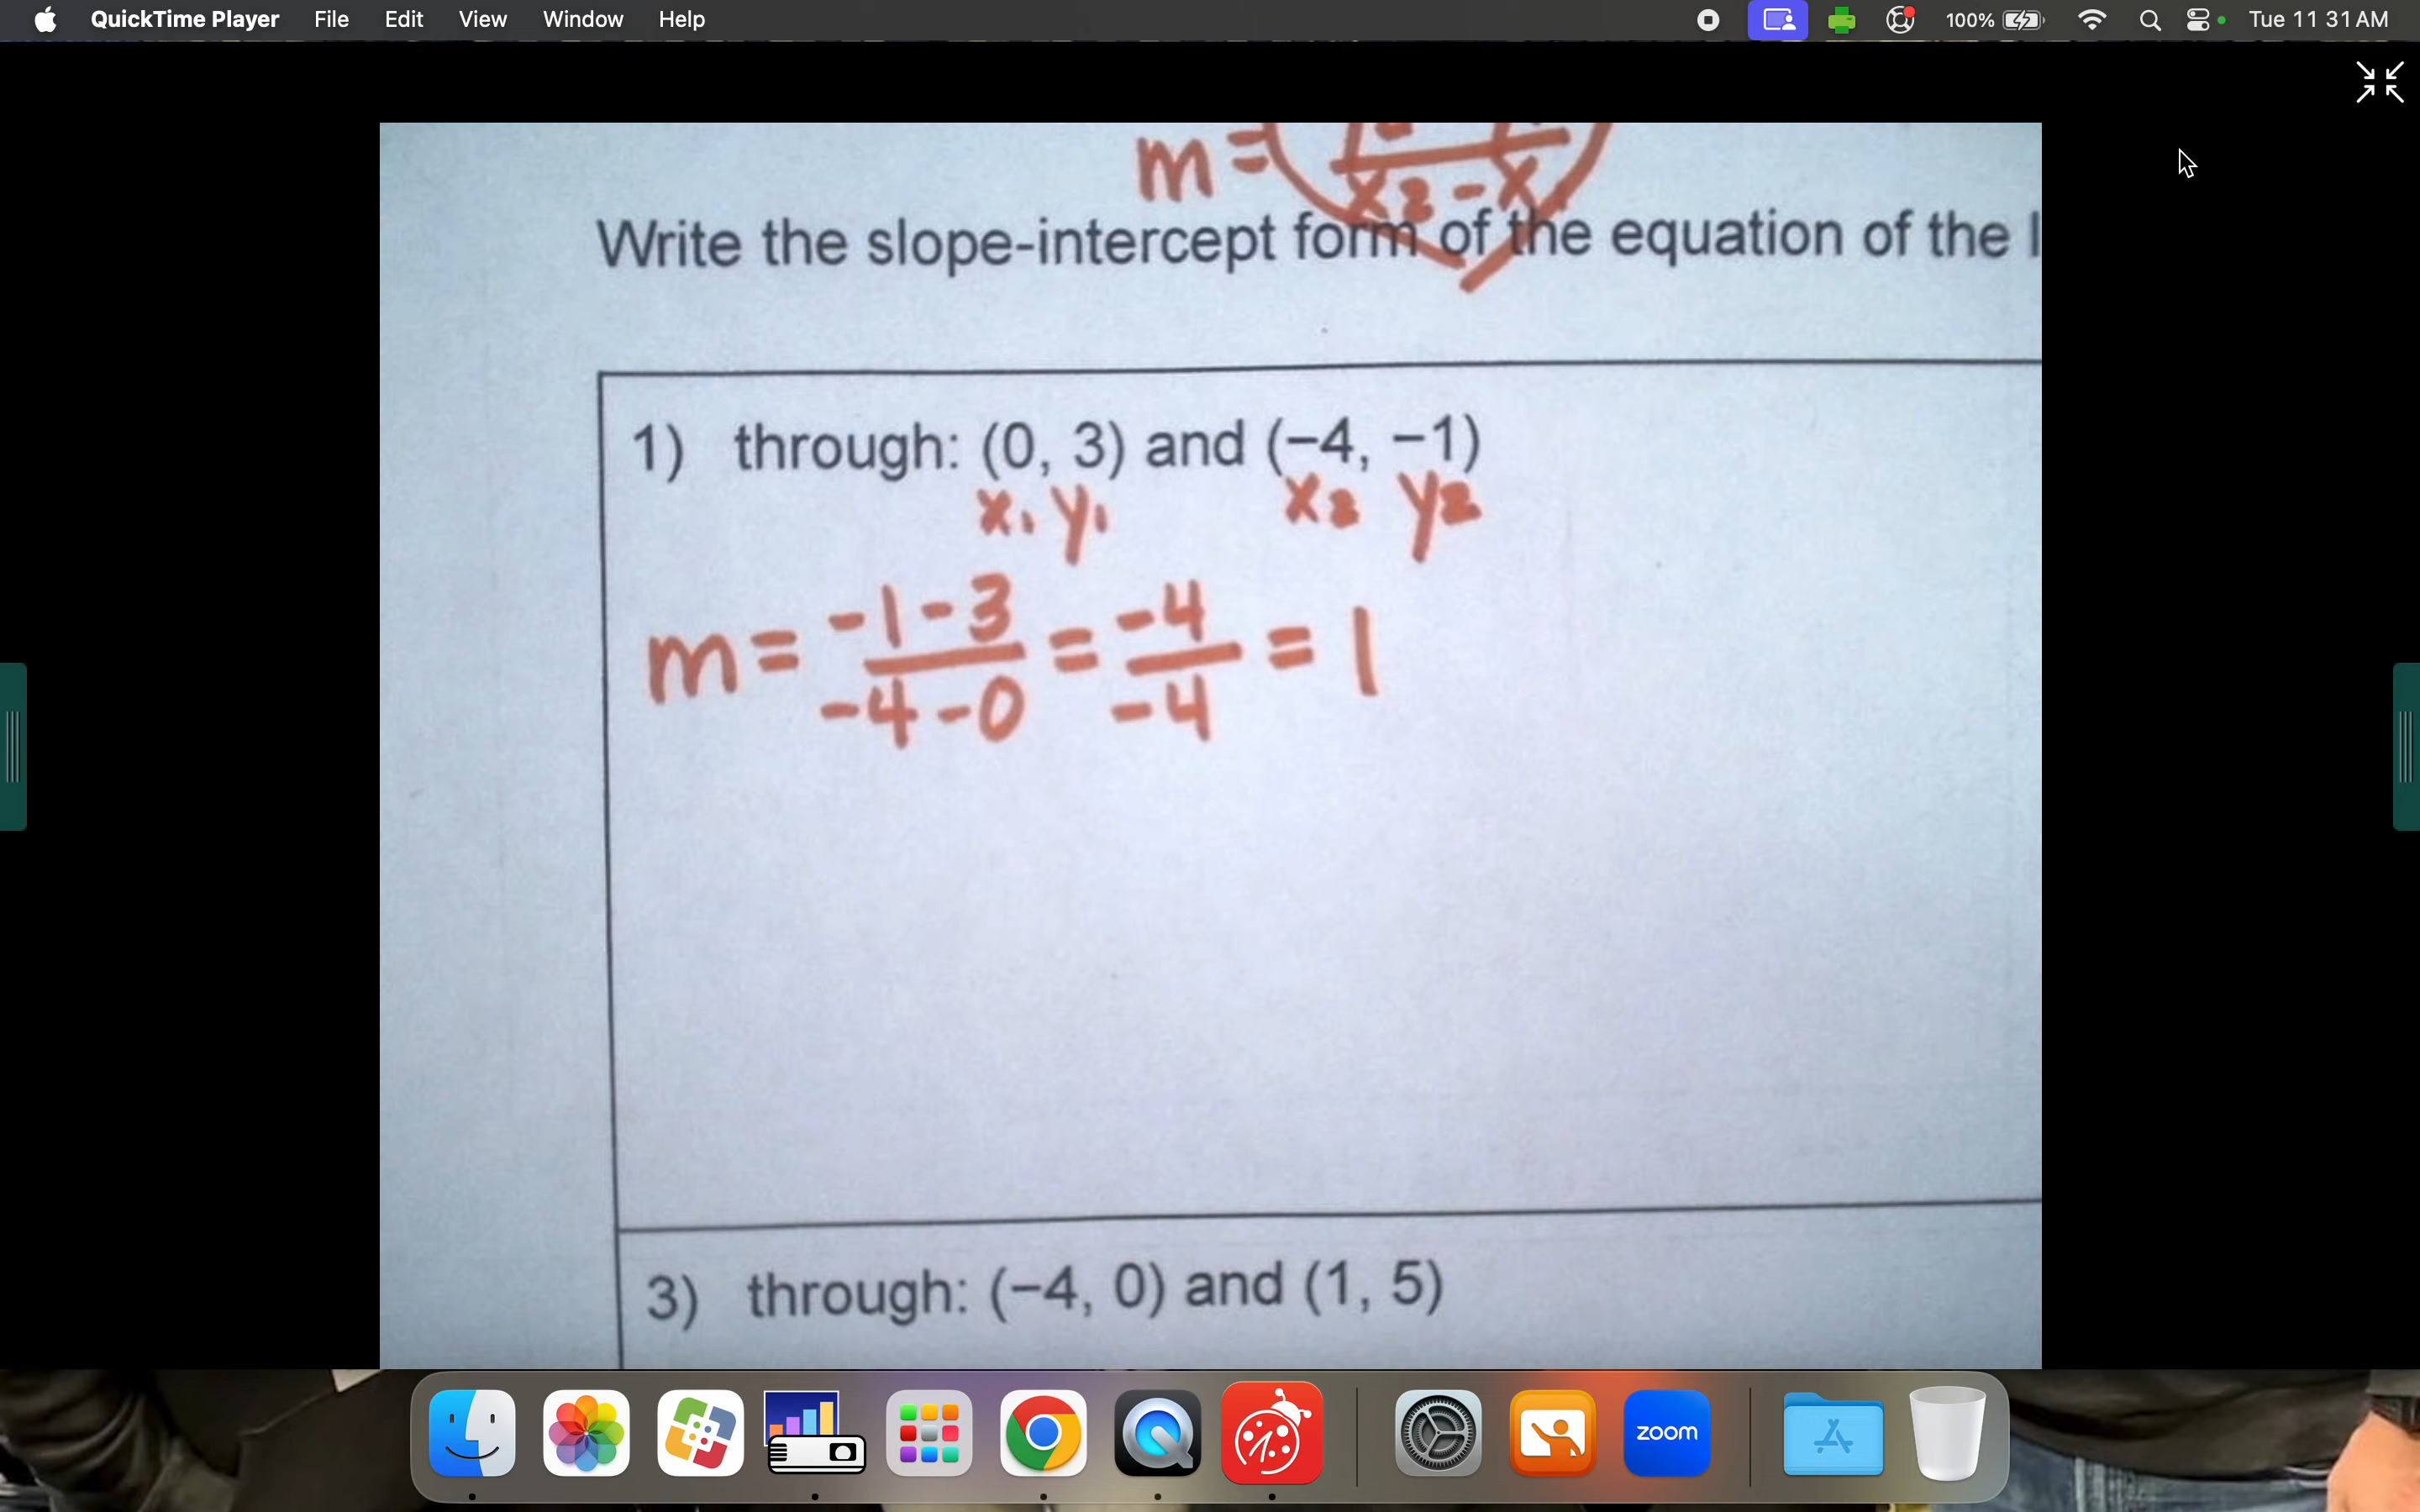 QuickTime Player File Edit View Window Help 100% Tue 11 31 AM
m =
x2 - x
Write the slope-intercept form of the equation of the l
1) through: (0, 3) and (−4, −1)
x1 y1 x2 y2
m = -1-3 / -4-0 = -4 / -4 = 1
3) through: (−4, 0) and (1, 5)
zoom